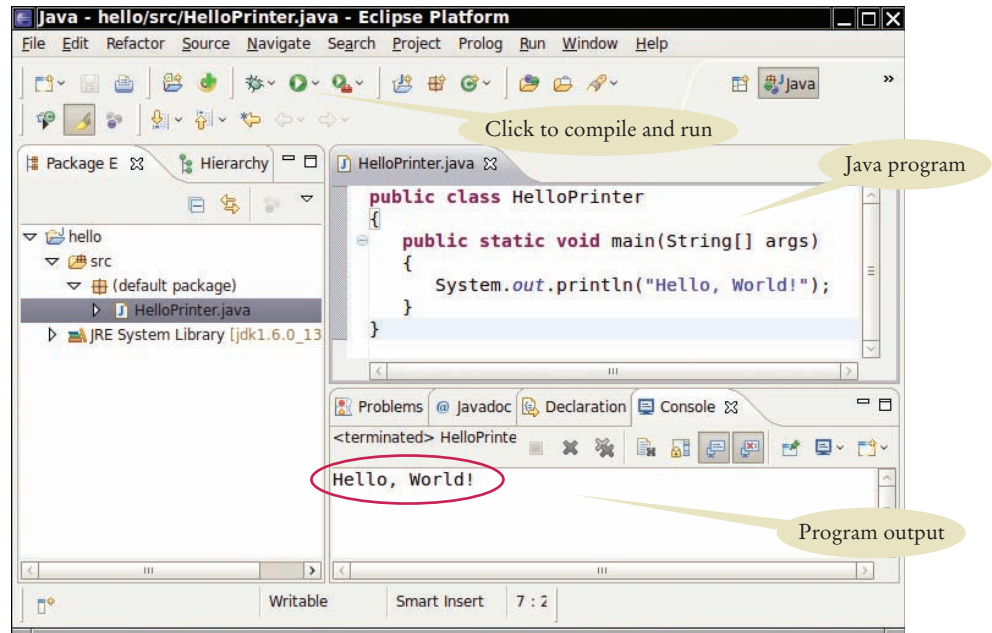 Java - hello/src/HelloPrinter.java - Eclipse Platform
File Edit Refactor Source Navigate Search Project Prolog Run Window Help
Java »
Click to compile and run
Package E Hierarchy
hello
src
(default package)
HelloPrinter.java
JRE System Library [jdk1.6.0_13
HelloPrinter.java
Java program
public class HelloPrinter
{
public static void main(String[] args)
{
System.out.println("Hello, World!");
}
}
Problems @ Javadoc Declaration Console
<terminated> HelloPrinte
Hello, World!
Program output
Writable Smart Insert 7 : 2